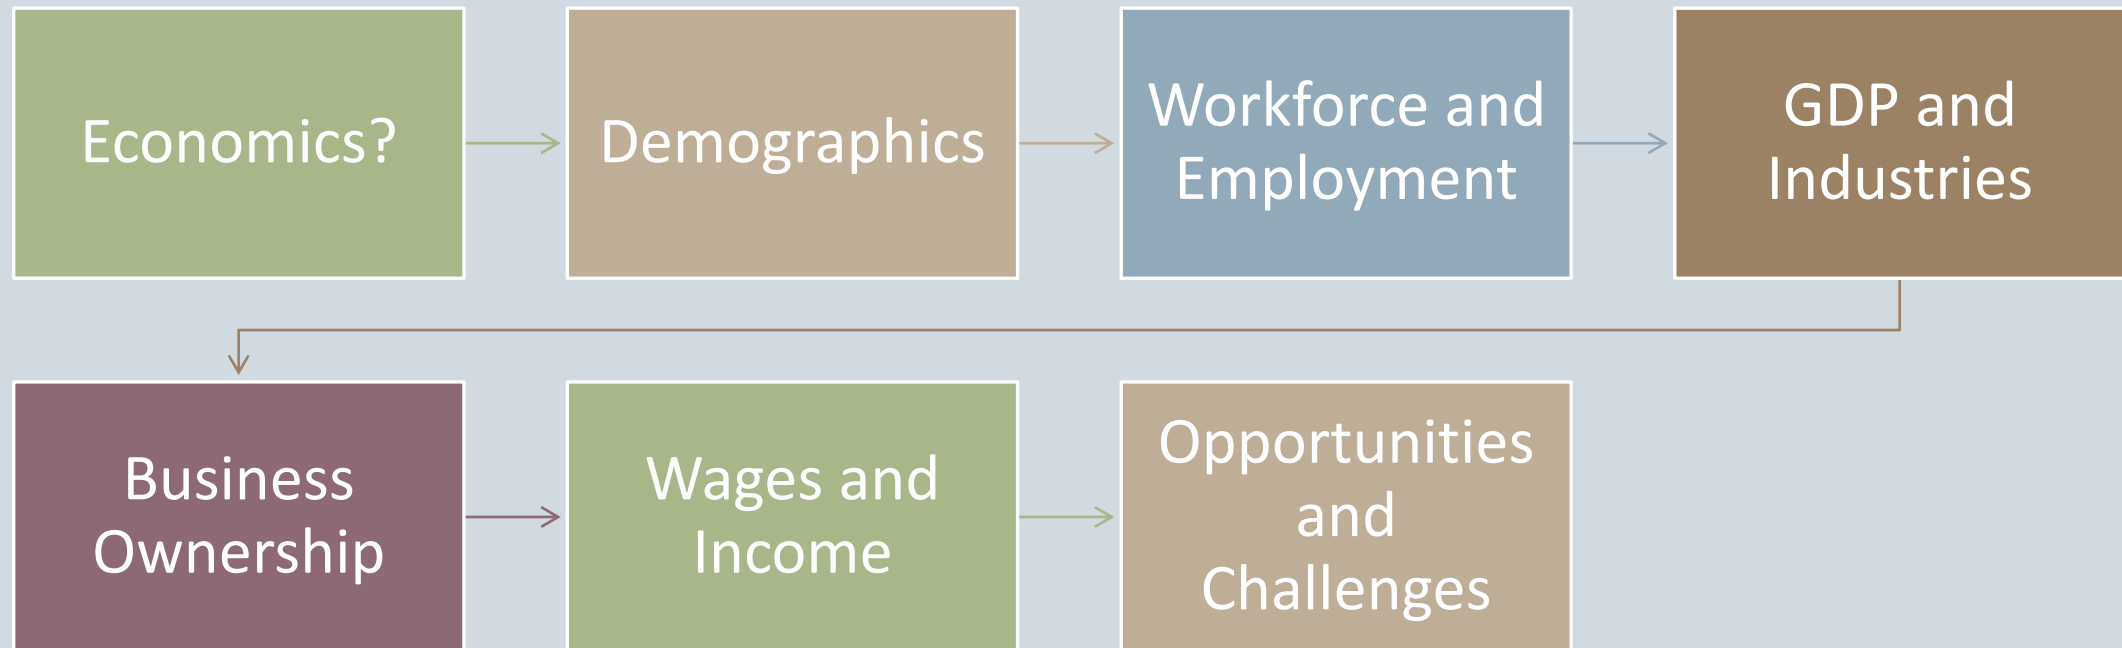 Economics?
Demographics
Workforce and
Employment
GDP and
Industries
Business
Ownership
Wages and
Income
Opportunities
and
Challenges